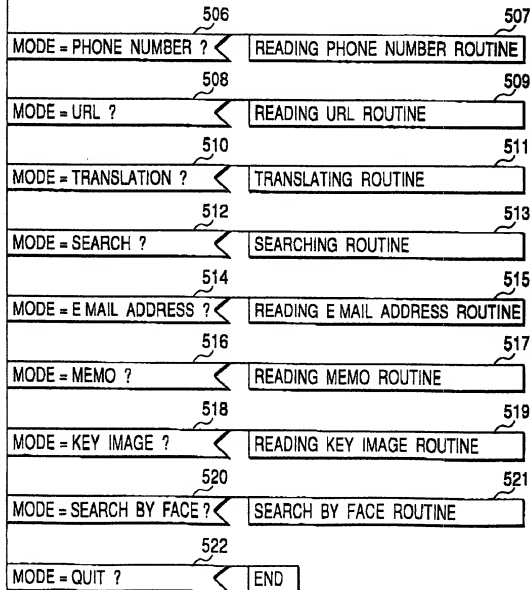 506 507
MODE = PHONE NUMBER ? READING PHONE NUMBER ROUTINE
508 509
MODE = URL ? READING URL ROUTINE
510 511
MODE = TRANSLATION ? TRANSLATING ROUTINE
512 513
MODE = SEARCH ? SEARCHING ROUTINE
514 515
MODE = E MAIL ADDRESS ? READING E MAIL ADDRESS ROUTINE
516 517
MODE = MEMO ? READING MEMO ROUTINE
518 519
MODE = KEY IMAGE ? READING KEY IMAGE ROUTINE
520 521
MODE = SEARCH BY FACE ? SEARCH BY FACE ROUTINE
522
MODE = QUIT ? END